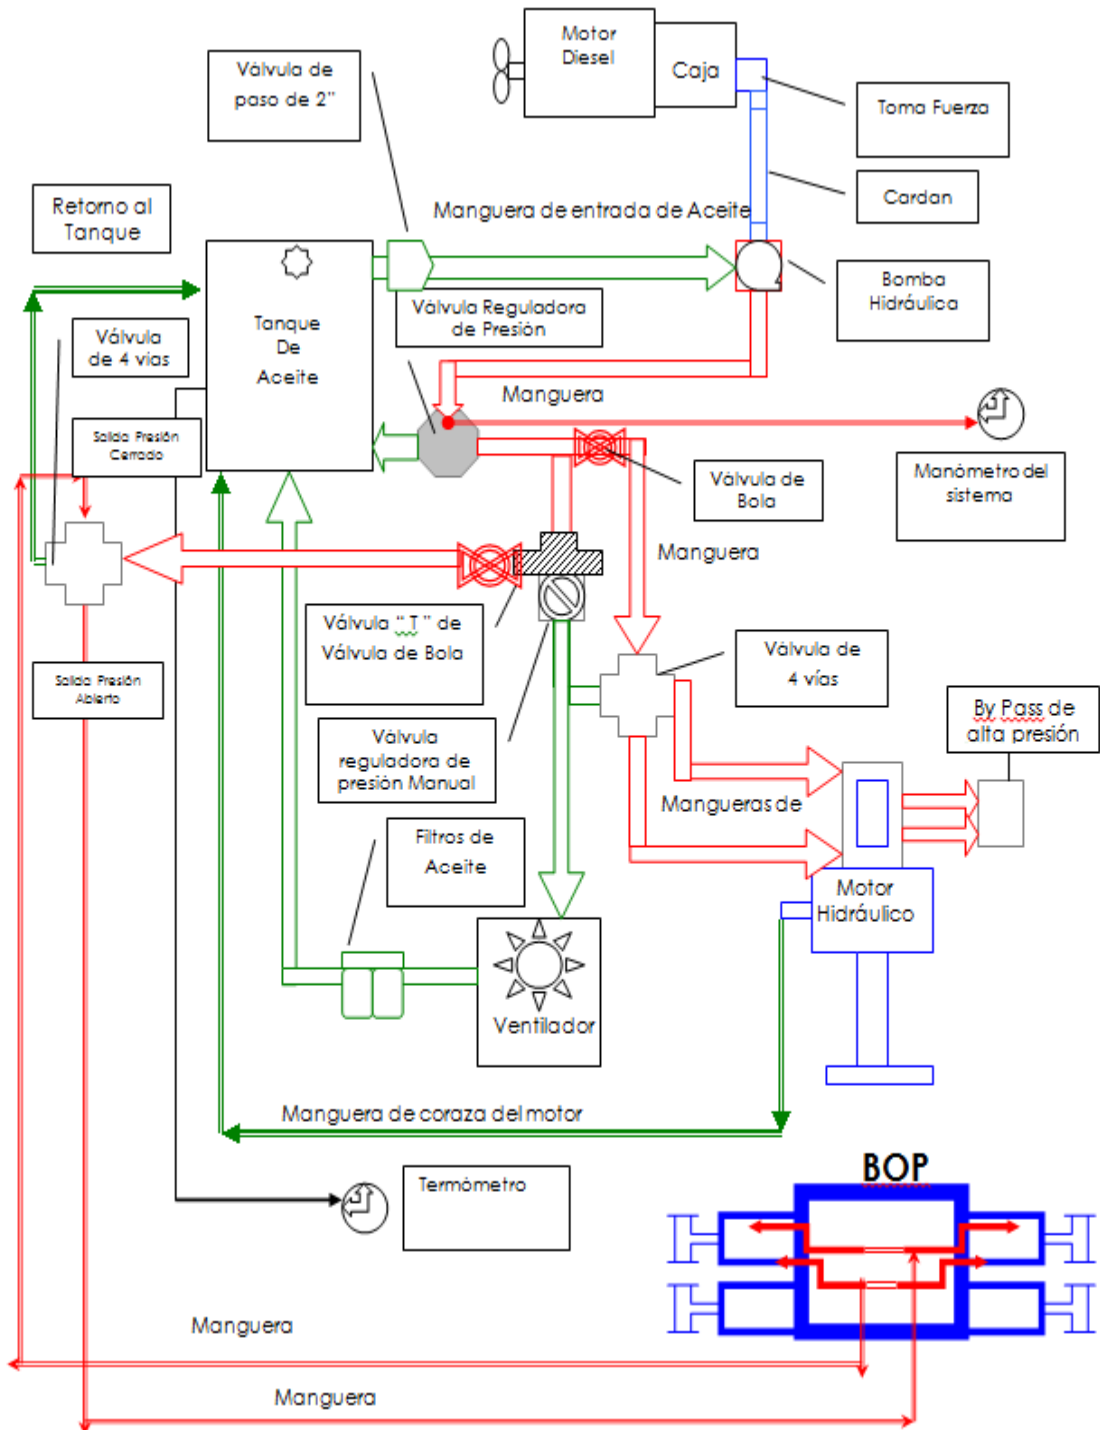 Motor
Diesel
Caja
Válvula de
paso de 2”
Toma Fuerza
Cardan
Retorno al
Tanque
Manguera de entrada de Aceite
Bomba
Hidráulica
Válvula Reguladora
de Presión
Tanque
De
Aceite
Válvula
de 4 vías
Manguera
Salida Presión
Cerrado
Válvula de
Bola
Manómetro del
sistema
Manguera
Válvula “ T ” de
Válvula de Bola
Válvula de
4 vías
Salida Presión
Abierto
By Pass de
alta presión
Válvula
reguladora de
presión Manual
Mangueras de
Filtros de
Aceite
Motor
Hidráulico
Ventilador
Manguera de coraza del motor
BOP
Termómetro
Manguera
Manguera